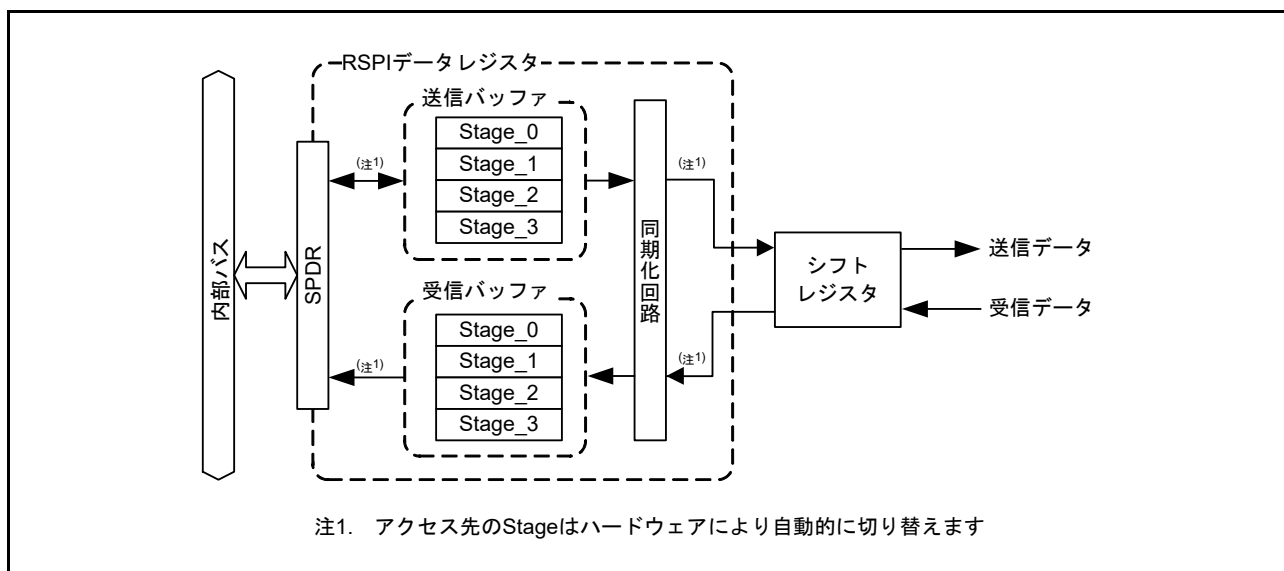 RSPIデータレジスタ
送信バッファ
Stage_0
Stage_1
Stage_2
Stage_3
(注1)
(注1)
内部バス
SPDR
同期化回路
シフト
レジスタ
送信データ
受信データ
受信バッファ
Stage_0
Stage_1
Stage_2
Stage_3
(注1)
(注1)
注1. アクセス先のStageはハードウェアにより自動的に切り替えます